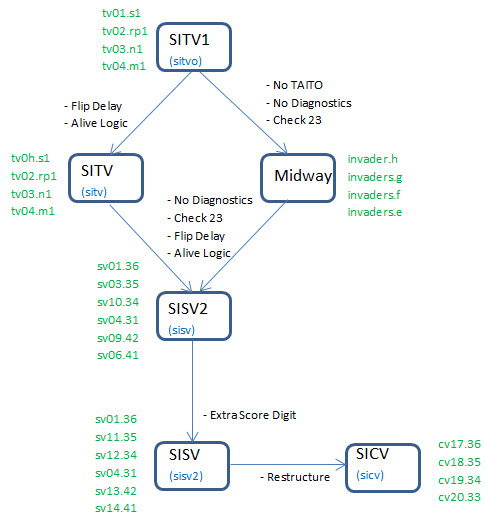 tv01.s1
tv02.rp1
tv03.n1
tv04.m1
SITV1
(sitvo)
- Flip Delay
- Alive Logic
- No TAITO
- No Diagnostics
- Check 23
tv0h.s1
tv02.rp1
tv03.n1
tv04.m1
SITV
(sitv)
Midway
invader.h
invaders.g
invaders.f
invaders.e
- No Diagnostics
- Check 23
- Flip Delay
- Alive Logic
sv01.36
sv03.35
sv10.34
sv04.31
sv09.42
sv06.41
SISV2
(sisv)
- Extra Score Digit
sv01.36
sv11.35
sv12.34
sv04.31
sv13.42
sv14.41
SISV
(sisv2)
- Restructure
SICV
(sicv)
cv17.36
cv18.35
cv19.34
cv20.33